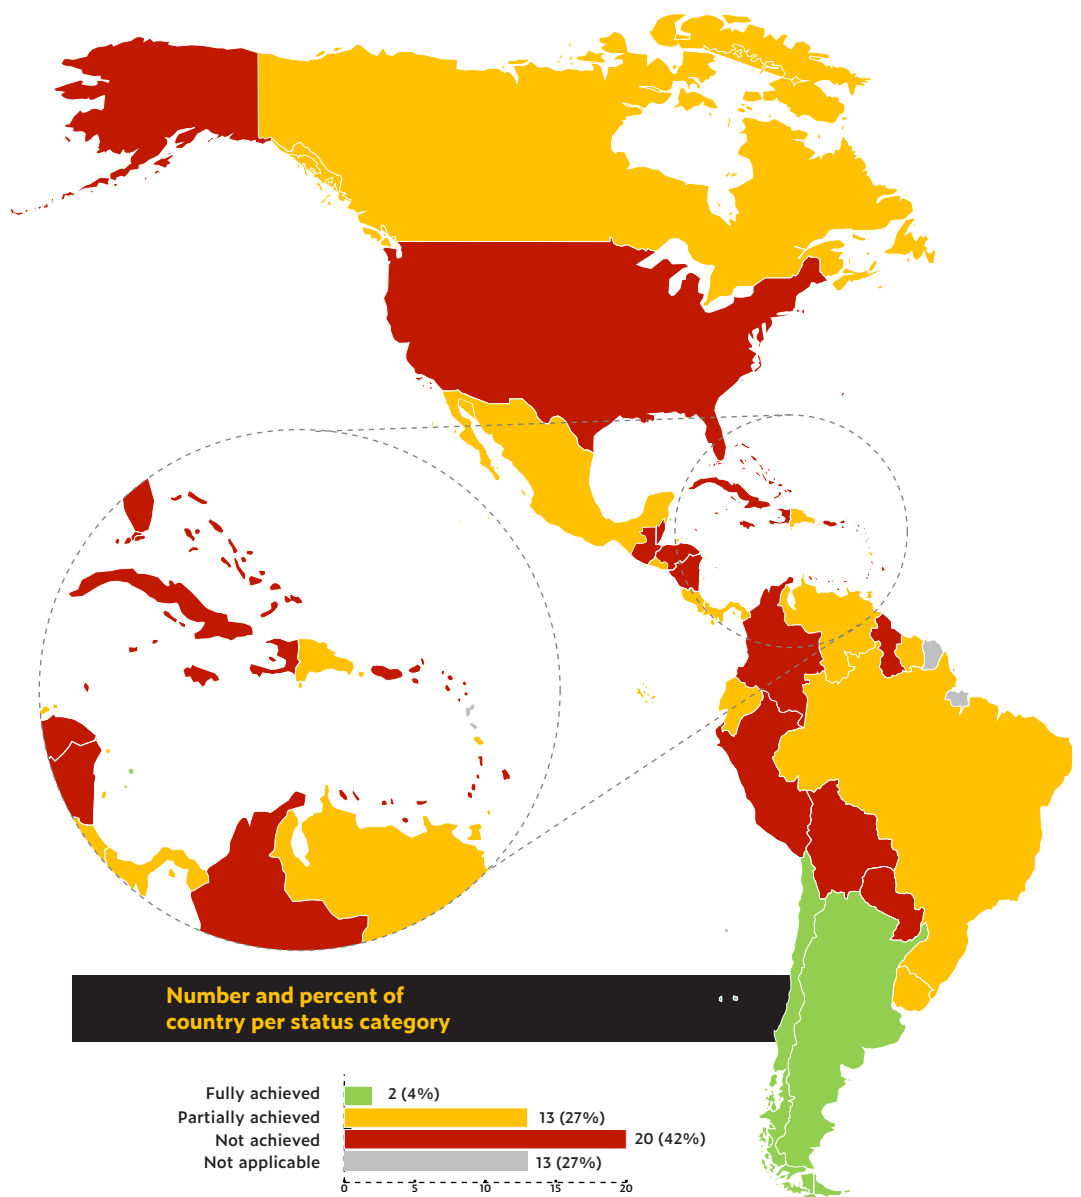 Number and percent of
country per status category
Fully achieved 2 (4%)
Partially achieved 13 (27%)
Not achieved 20 (42%)
Not applicable 13 (27%)
0 5 10 15 20